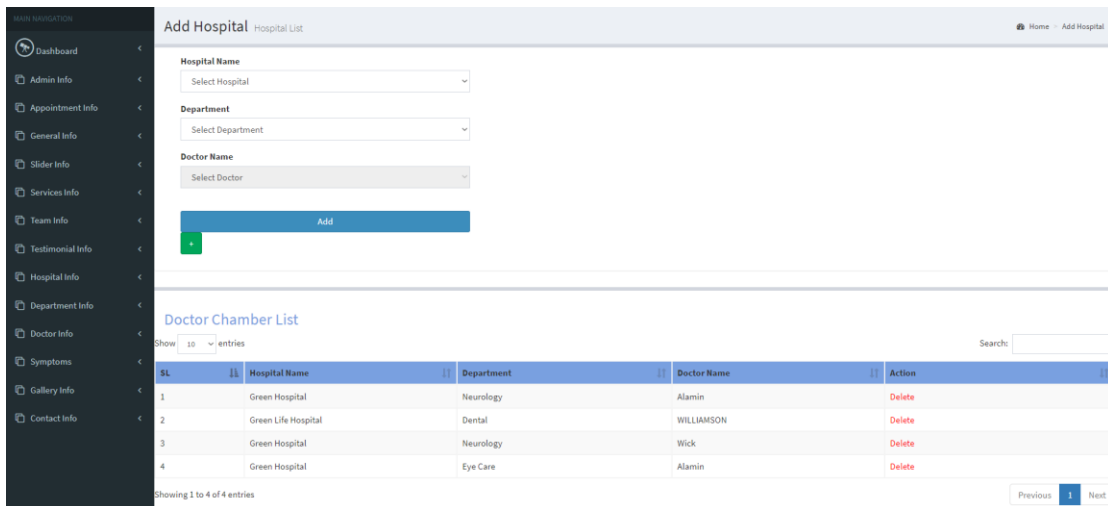 MAIN NAVIGATION
Dashboard
Admin Info
Appointment Info
General Info
Slider Info
Services Info
Team Info
Testimonial Info
Hospital Info
Department Info
Doctor Info
Symptoms
Gallery Info
Contact Info
Add Hospital Hospital List
Home Add Hospital
Hospital Name
Select Hospital
Department
Select Department
Doctor Name
Select Doctor
Add
+
Doctor Chamber List
Show 10 entries Search:
SL Hospital Name Department Doctor Name Action
1 Green Hospital Neurology Alamin Delete
2 Green Life Hospital Dental WILLIAMSON Delete
3 Green Hospital Neurology Wick Delete
4 Green Hospital Eye Care Alamin Delete
Showing 1 to 4 of 4 entries Previous 1 Next